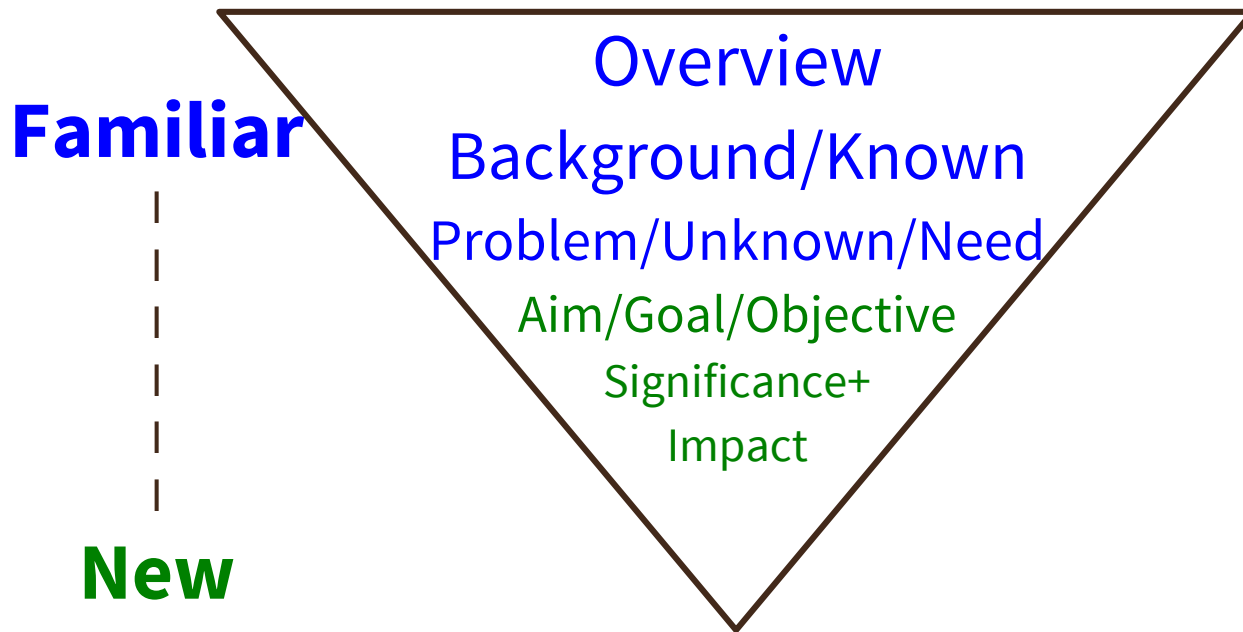 Overview
Familiar
Background/Known
Problem/Unknown/Need
Aim/Goal/Objective
Significance+
Impact
New